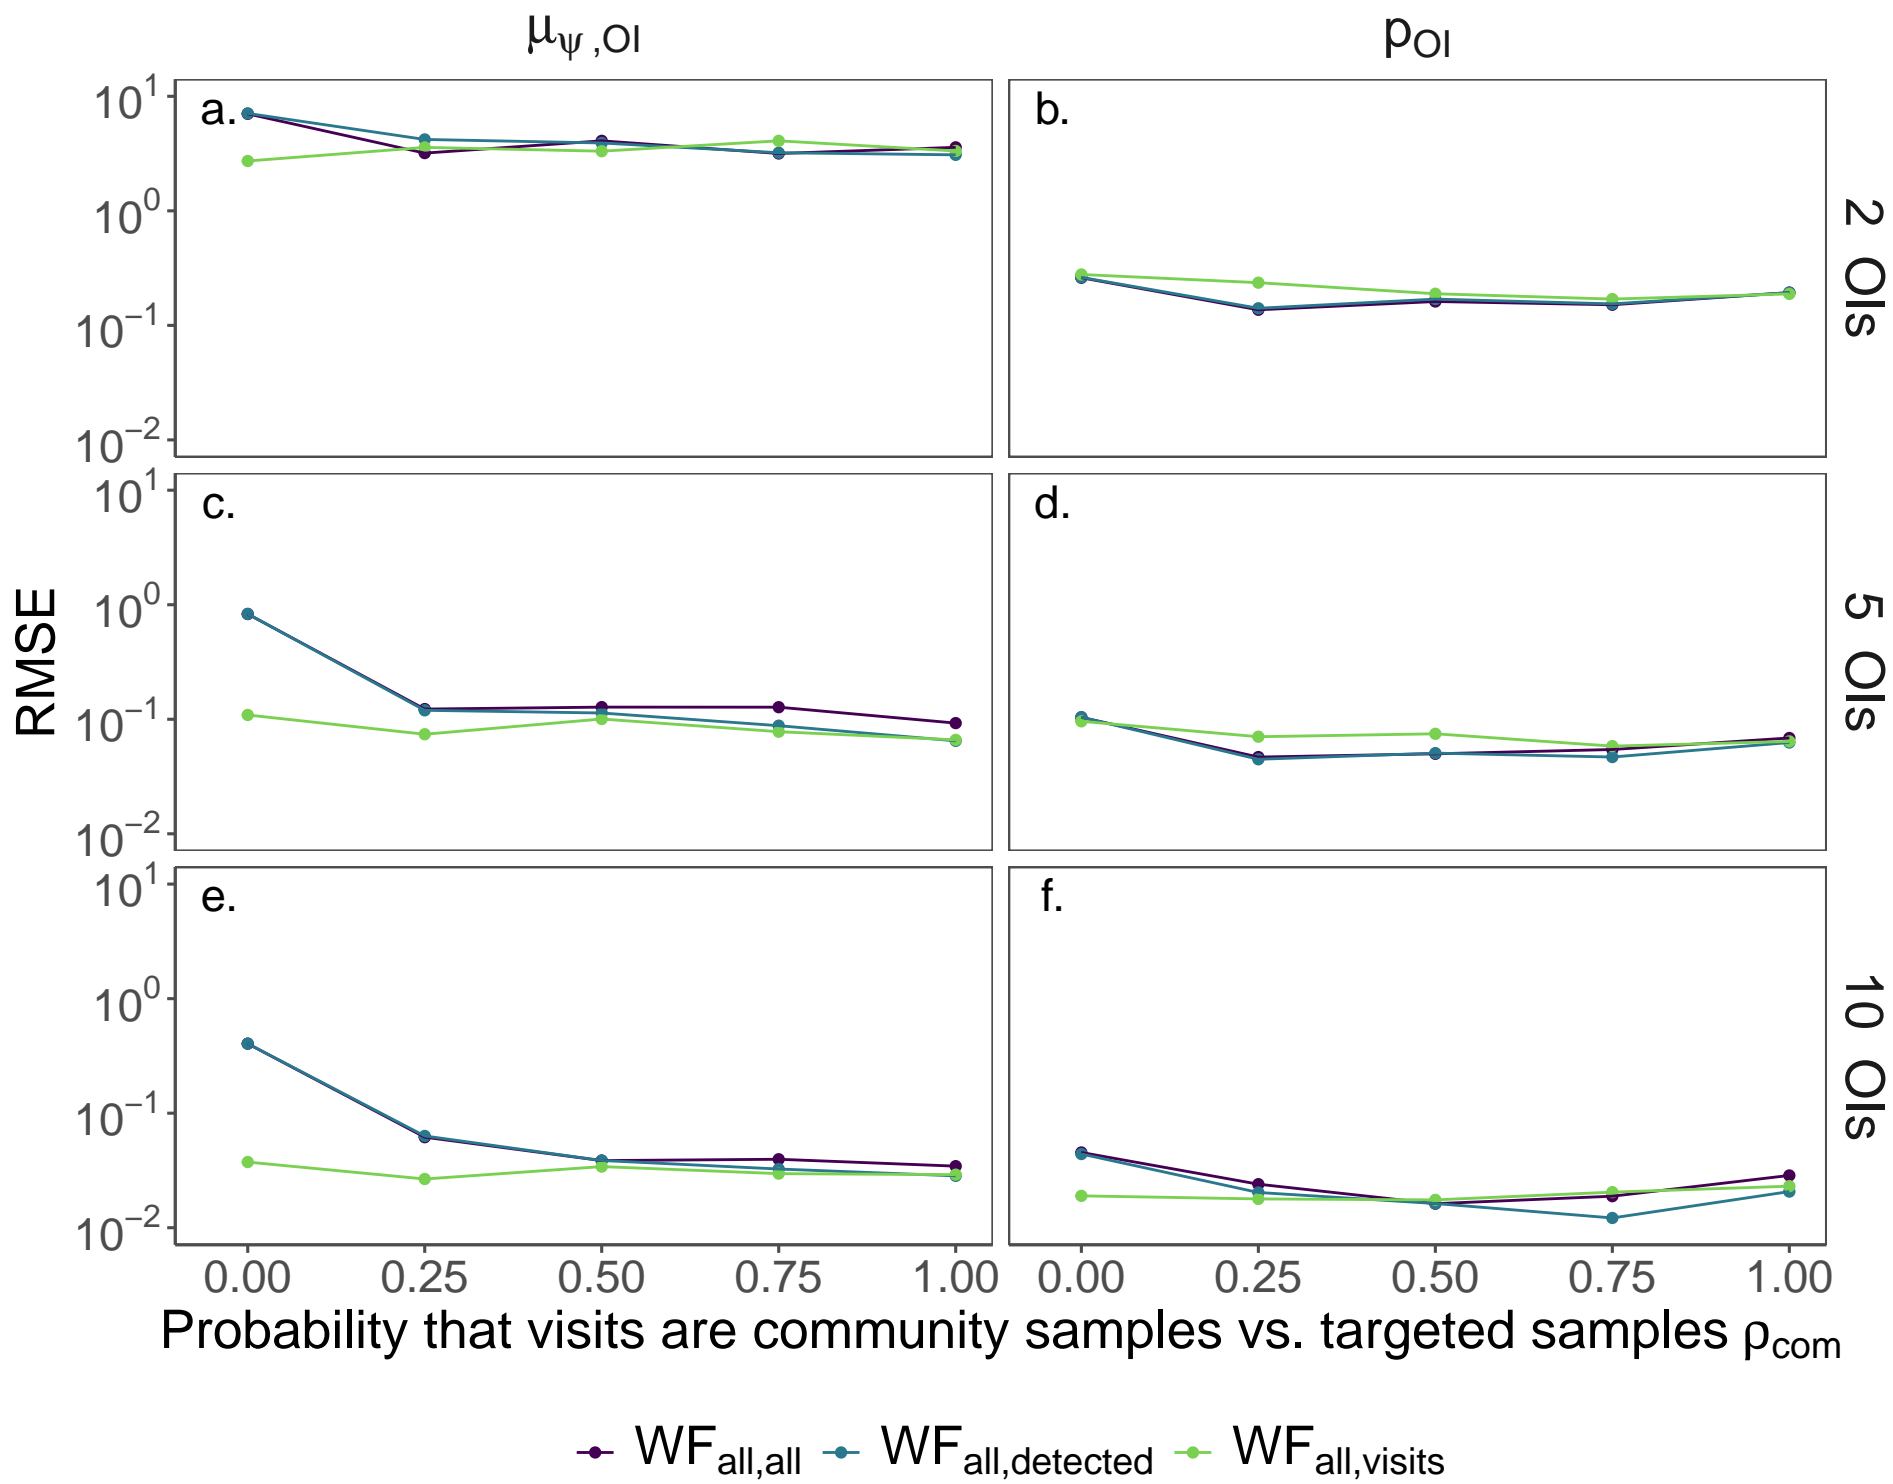 μψ,OI pOI
a. b.
10^1
10^0
10^−1
10^−2
2 OIs
c. d.
10^1
10^0
10^−1
10^−2
5 OIs
RMSE
e. f.
10^1
10^0
10^−1
10^−2
10 OIs
0.00 0.25 0.50 0.75 1.00 0.00 0.25 0.50 0.75 1.00
Probability that visits are community samples vs. targeted samples ρcom
WFall,all WFall,detected WFall,visits